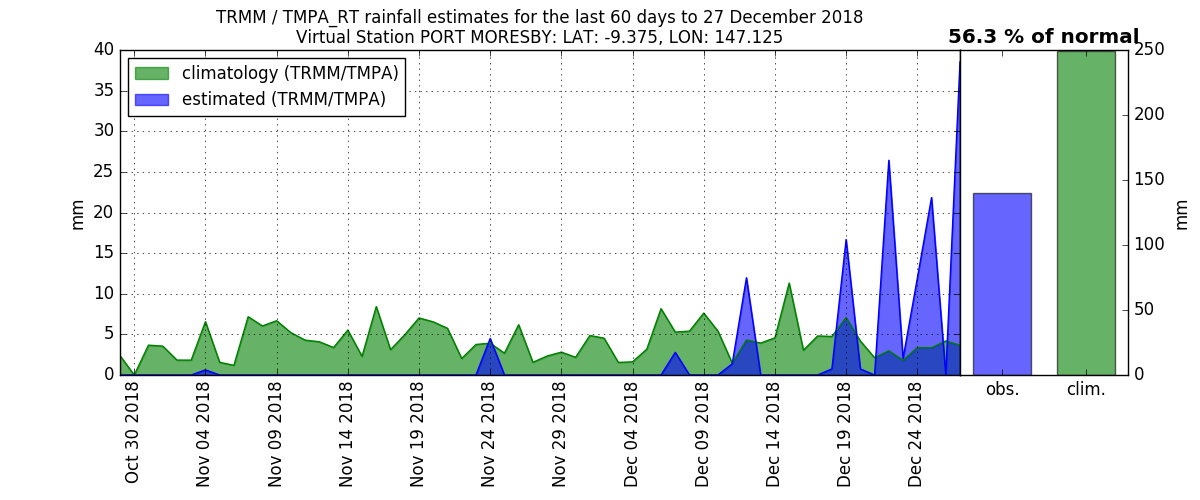 TRMM / TMPA_RT rainfall estimates for the last 60 days to 27 December 2018
Virtual Station PORT MORESBY: LAT: -9.375, LON: 147.125
56.3 % of normal
climatology (TRMM/TMPA)
estimated (TRMM/TMPA)
40
35
30
25
20
15
10
5
0
mm
250
200
150
100
50
0
mm
Oct 30 2018
Nov 04 2018
Nov 09 2018
Nov 14 2018
Nov 19 2018
Nov 24 2018
Nov 29 2018
Dec 04 2018
Dec 09 2018
Dec 14 2018
Dec 19 2018
Dec 24 2018
obs.
clim.